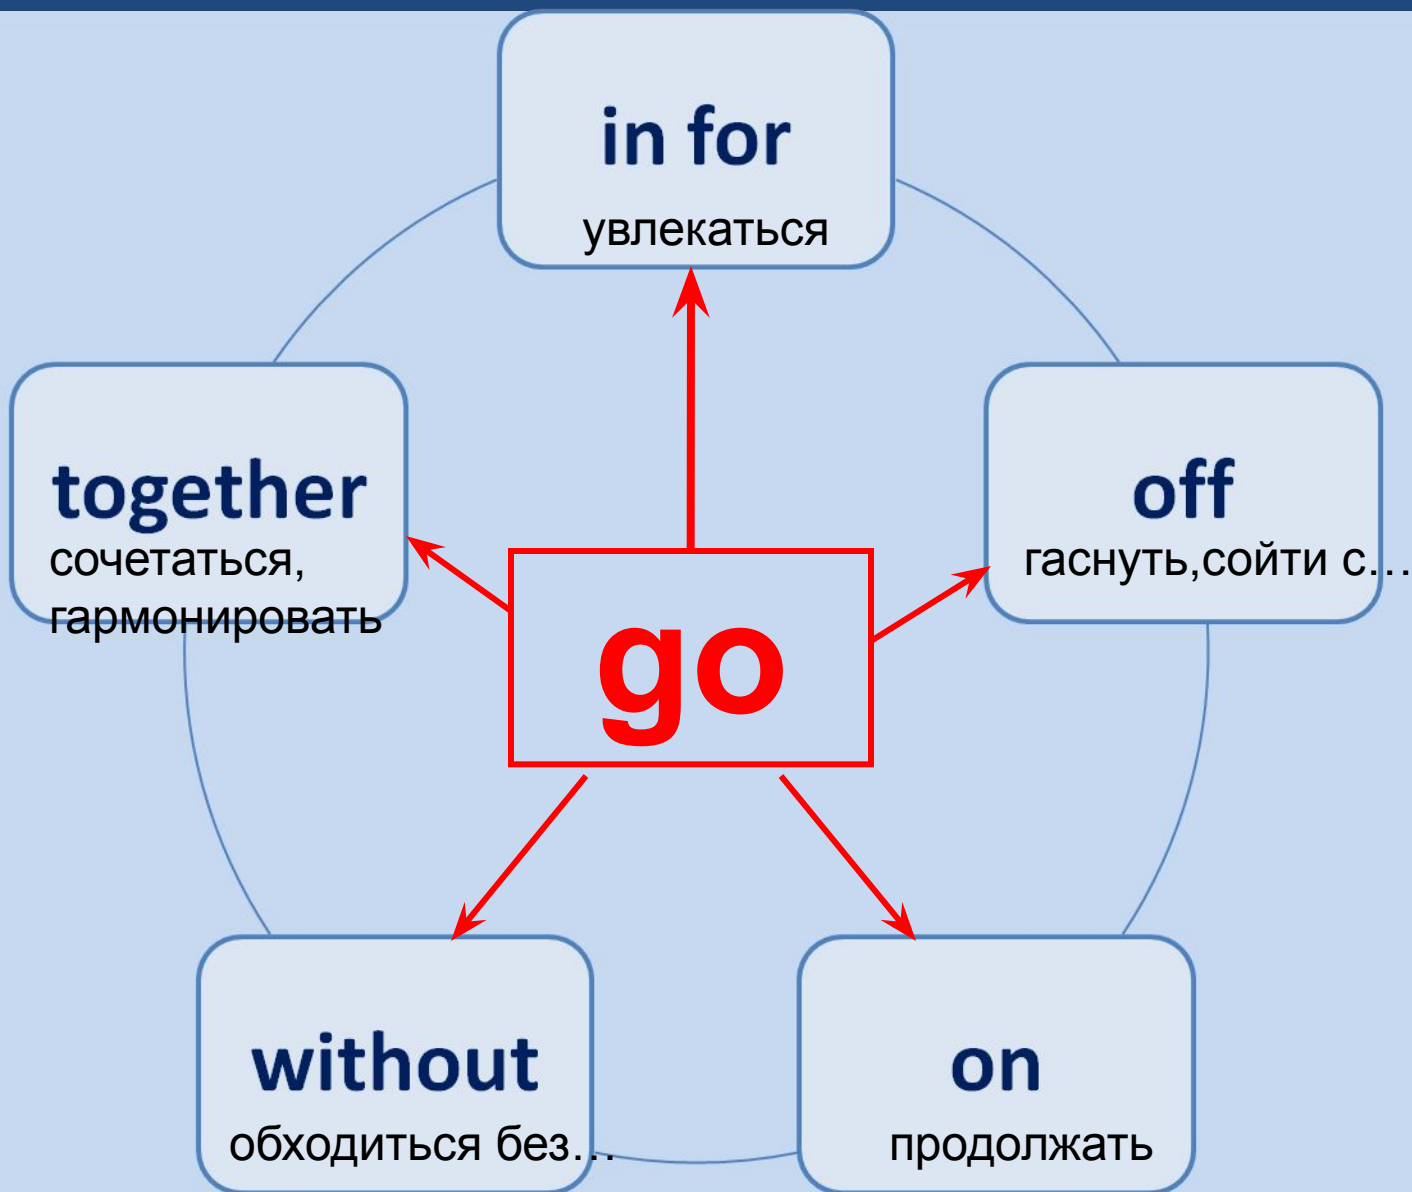 in for
увлекаться
together
сочетаться,
гармонировать
off
гаснуть,сойти с…
go
without
обходиться без…
on
продолжать